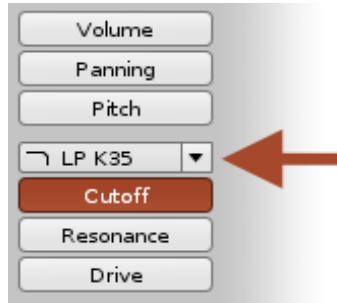 Volume
Panning
Pitch
LP K35
Cutoff
Resonance
Drive